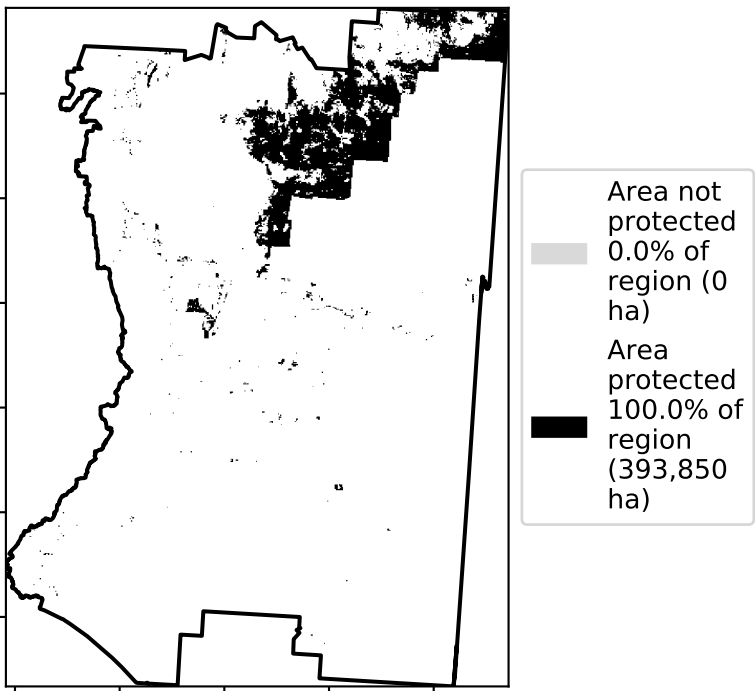 Area not
protected
0.0% of
region (0
ha)
Area
protected
100.0% of
region
(393,850
ha)